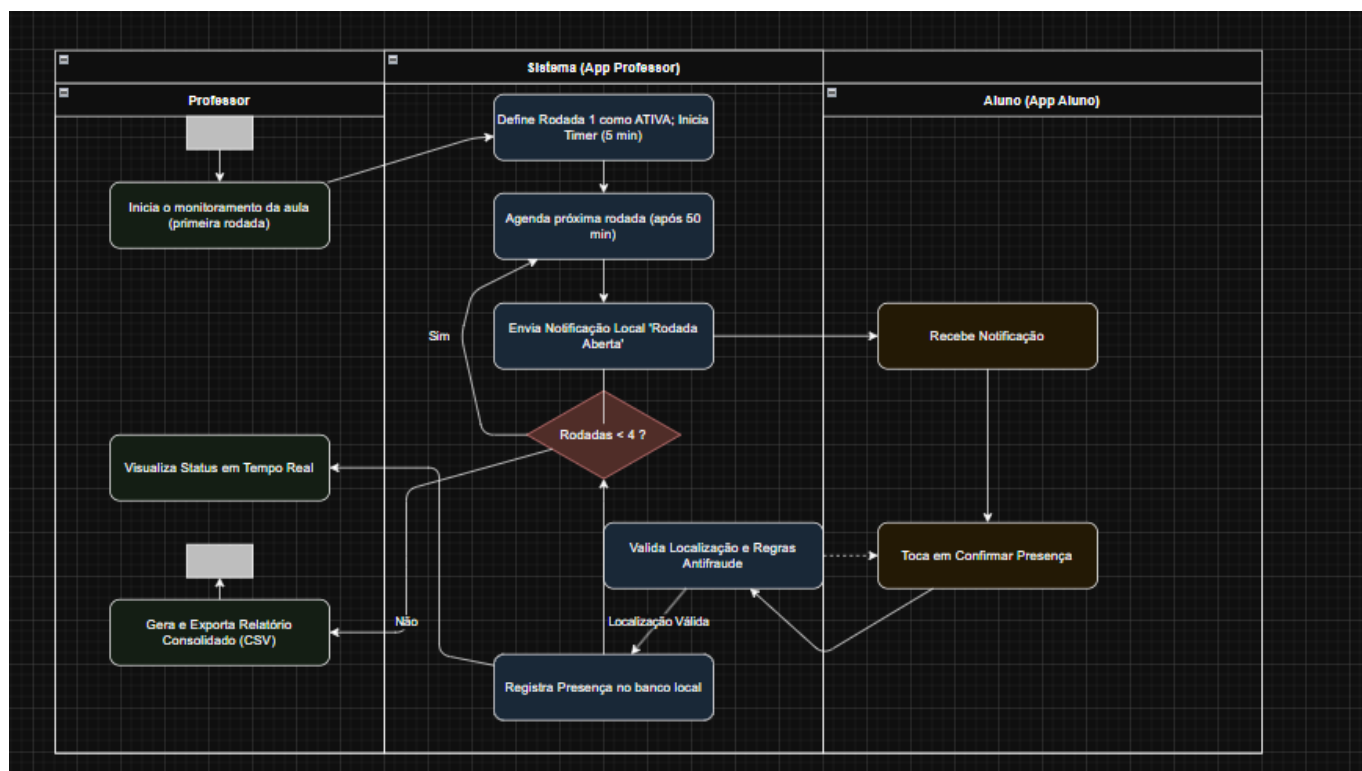 Sistema (App Professor)
Professor
Aluno (App Aluno)
Define Rodada 1 como ATIVA; Inicia
Timer (5 min)
Inicia o monitoramento da aula
(primeira rodada)
Agenda próxima rodada (após 50
min)
Sim
Envia Notificação Local 'Rodada
Aberta'
Recebe Notificação
Rodadas < 4 ?
Visualiza Status em Tempo Real
Valida Localização e Regras
Antifraude
Toca em Confirmar Presença
Gera e Exporta Relatório
Consolidado (CSV)
Não
Localização Válida
Registra Presença no banco local